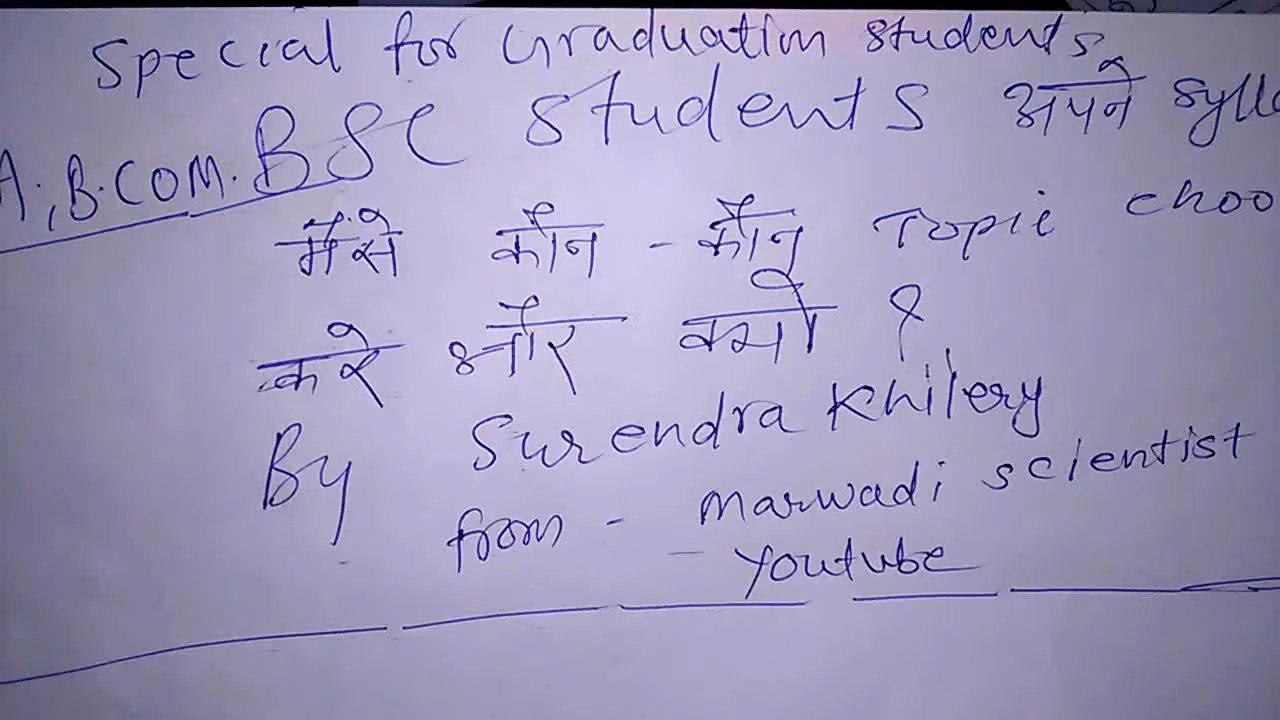 Special for Graduation students
A, B.COM. BSC students अपने Sylla
मैसे कौन - कौन Topic choo
करे और क्यो ?
By Surendra Khilery
from - marwadi scientist
- Youtube